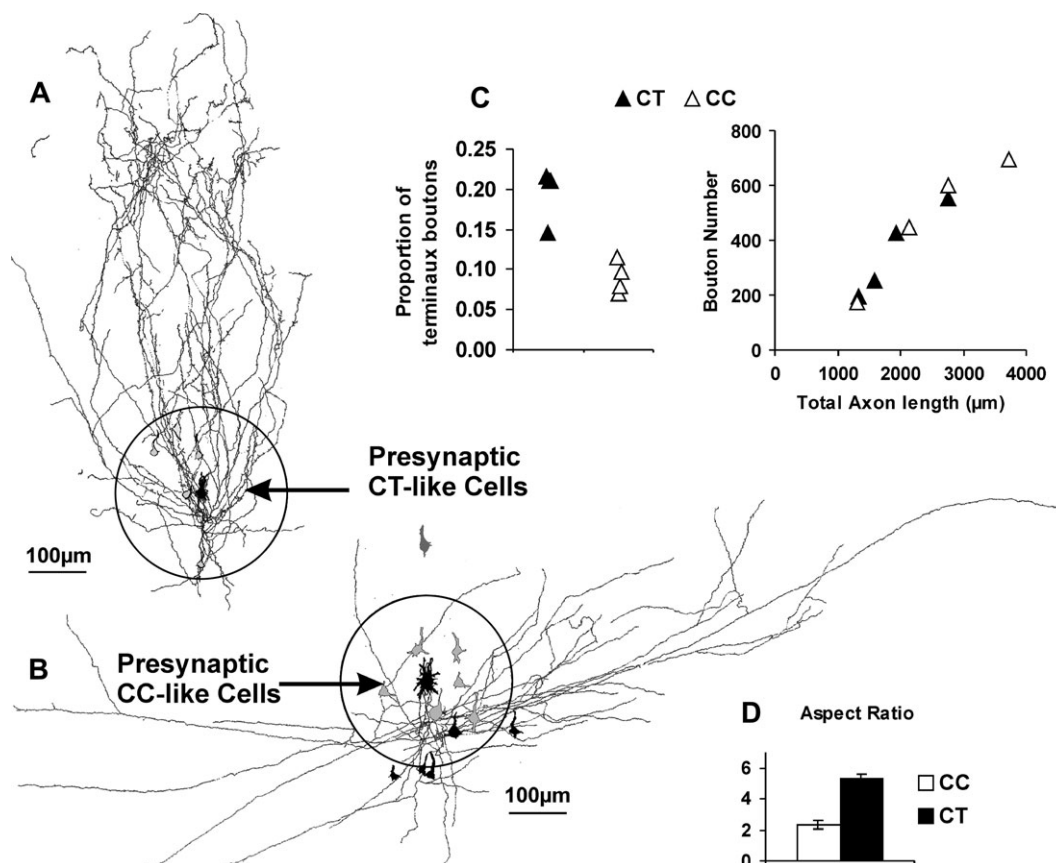 A
C
▲ CT △ CC
Proportion of
terminaux boutons
0.25
0.20
0.15
0.10
0.05
0.00
Bouton Number
800
600
400
200
0
0 1000 2000 3000 4000
Total Axon length (µm)
Presynaptic
CT-like Cells
100µm
B
Presynaptic
CC-like Cells
100µm
D Aspect Ratio
6
4
2
0
CC
CT